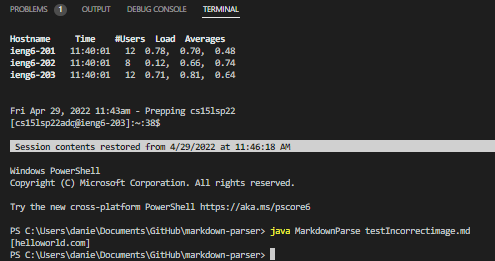 PROBLEMS 1 OUTPUT DEBUG CONSOLE TERMINAL
Hostname Time #Users Load Averages
ieng6-201 11:40:01 12 0.78, 0.70, 0.48
ieng6-202 11:40:01 8 0.12, 0.66, 0.74
ieng6-203 11:40:01 12 0.71, 0.81, 0.64
Fri Apr 29, 2022 11:43am - Prepping cs15lsp22
[cs15lsp22adq@ieng6-203]:~:38$
Session contents restored from 4/29/2022 at 11:46:18 AM
Windows PowerShell
Copyright (C) Microsoft Corporation. All rights reserved.
Try the new cross-platform PowerShell https://aka.ms/pscore6
PS C:\Users\danie\Documents\GitHub\markdown-parser> java MarkdownParse testIncorrectimage.md
[helloworld.com]
PS C:\Users\danie\Documents\GitHub\markdown-parser>